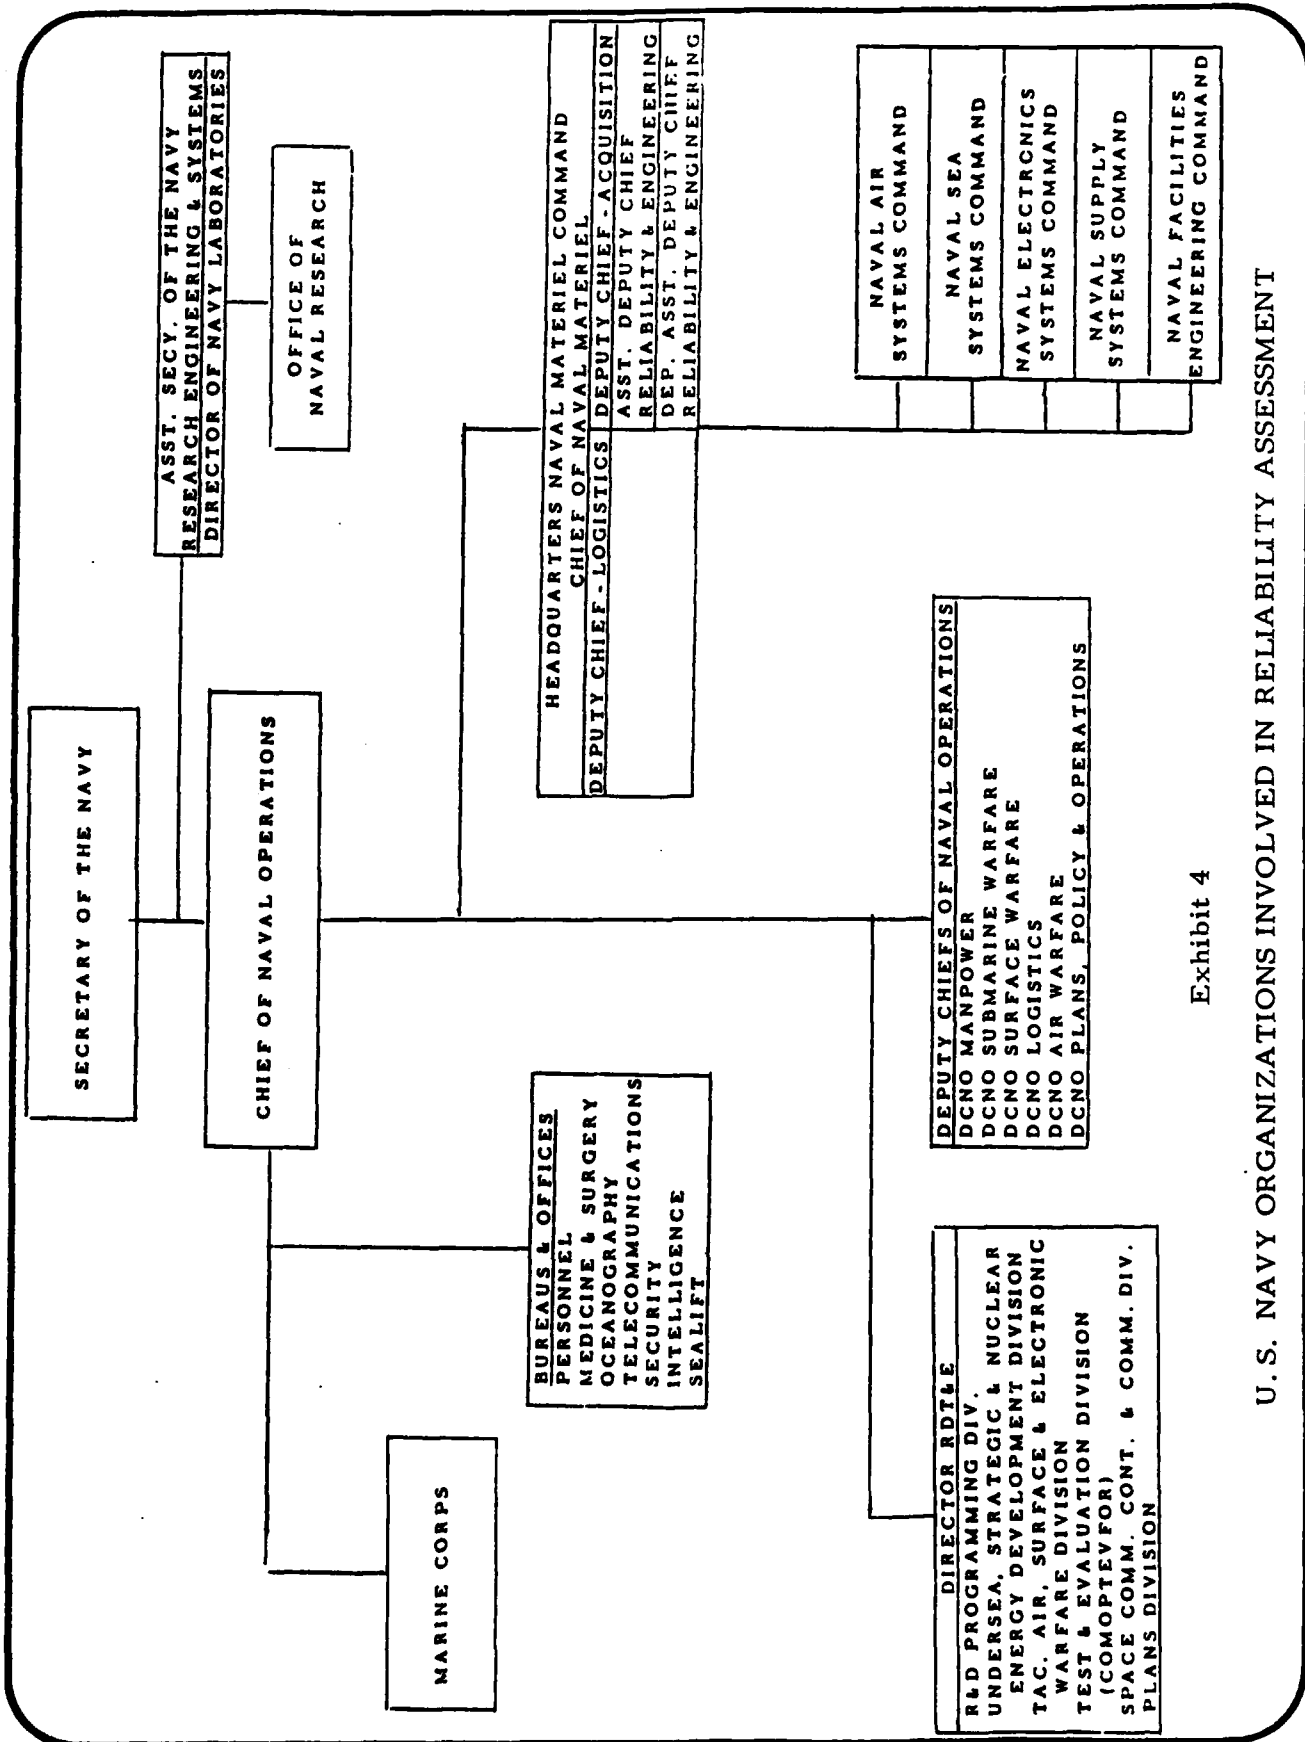 SECRETARY OF THE NAVY
ASST. SECY. OF THE NAVY
RESEARCH ENGINEERING & SYSTEMS
DIRECTOR OF NAVY LABORATORIES
CHIEF OF NAVAL OPERATIONS
OFFICE OF
NAVAL RESEARCH
MARINE CORPS
BUREAUS & OFFICES
PERSONNEL
MEDICINE & SURGERY
OCEANOGRAPHY
TELECOMMUNICATIONS
SECURITY
INTELLIGENCE
SEALIFT
HEADQUARTERS NAVAL MATERIEL COMMAND
CHIEF OF NAVAL MATERIEL
DEPUTY CHIEF - LOGISTICS
DEPUTY CHIEF - ACQUISITION
ASST. DEPUTY CHIEF
RELIABILITY & ENGINEERING
DEP. ASST. DEPUTY CHIEF
RELIABILITY & ENGINEERING
DIRECTOR RDT&E
R&D PROGRAMMING DIV.
UNDERSEA, STRATEGIC & NUCLEAR
ENERGY DEVELOPMENT DIVISION
TAC. AIR, SURFACE & ELECTRONIC
WARFARE DIVISION
TEST & EVALUATION DIVISION
(COMOPTEVFOR)
SPACE COMM. CONT. & COMM. DIV.
PLANS DIVISION
DEPUTY CHIEFS OF NAVAL OPERATIONS
DCNO MANPOWER
DCNO SUBMARINE WARFARE
DCNO SURFACE WARFARE
DCNO LOGISTICS
DCNO AIR WARFARE
DCNO PLANS, POLICY & OPERATIONS
NAVAL AIR
SYSTEMS COMMAND
NAVAL SEA
SYSTEMS COMMAND
NAVAL ELECTRONICS
SYSTEMS COMMAND
NAVAL SUPPLY
SYSTEMS COMMAND
NAVAL FACILITIES
ENGINEERING COMMAND
Exhibit 4
U.S. NAVY ORGANIZATIONS INVOLVED IN RELIABILITY ASSESSMENT